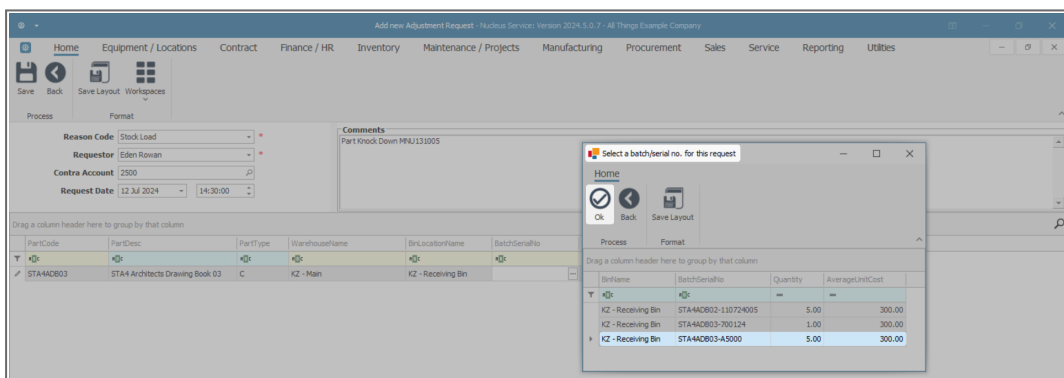 Add new Adjustment Request - Nucleus Service: Version 2024.5.0.7 - All Things Example Company
Home Equipment / Locations Contract Finance / HR Inventory Maintenance / Projects Manufacturing Procurement Sales Service Reporting Utilities
Save Back Save Layout Workspaces
Process Format
Reason Code Stock Load *
Requestor Eden Rowan *
Contra Account 2500
Request Date 12 Jul 2024 14:30:00
Comments
Part Knock Down MNU131005
Drag a column header here to group by that column
PartCode PartDesc PartType WarehouseName BinLocationName BatchSerialNo
STA4ADB03 STA4 Architects Drawing Book 03 C KZ - Main KZ - Receiving Bin
Select a batch/serial no. for this request
Home
Ok Back Save Layout
Process Format
Drag a column header here to group by that column
BinName BatchSerialNo Quantity AverageUnitCost
KZ - Receiving Bin STA4ADB02-110724005 5.00 300.00
KZ - Receiving Bin STA4ADB03-700124 1.00 300.00
KZ - Receiving Bin STA4ADB03-A5000 5.00 300.00